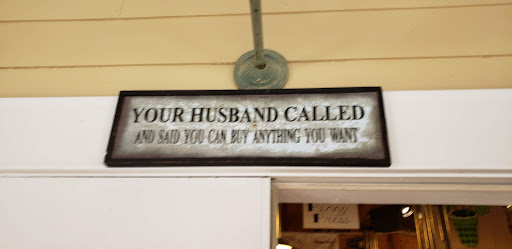 YOUR HUSBAND CALLED
AND SAID YOU CAN BUY ANYTHING YOU WANT